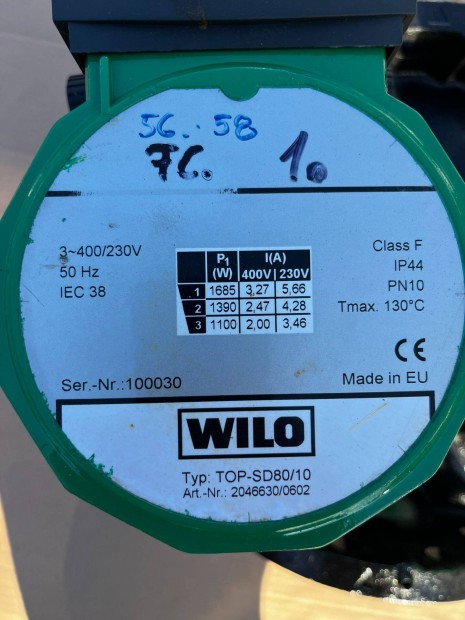 56.. 58
76. 1.
3~400/230V
50 Hz
IEC 38
P1 (W) I(A) 400V 230V
1 1685 3,27 5,66
2 1390 2,47 4,28
3 1100 2,00 3,46
Class F
IP44
PN10
Tmax. 130°C
CE
Ser.-Nr.:100030
Made in EU
WILO
Typ: TOP-SD80/10
Art.-Nr.: 2046630/0602